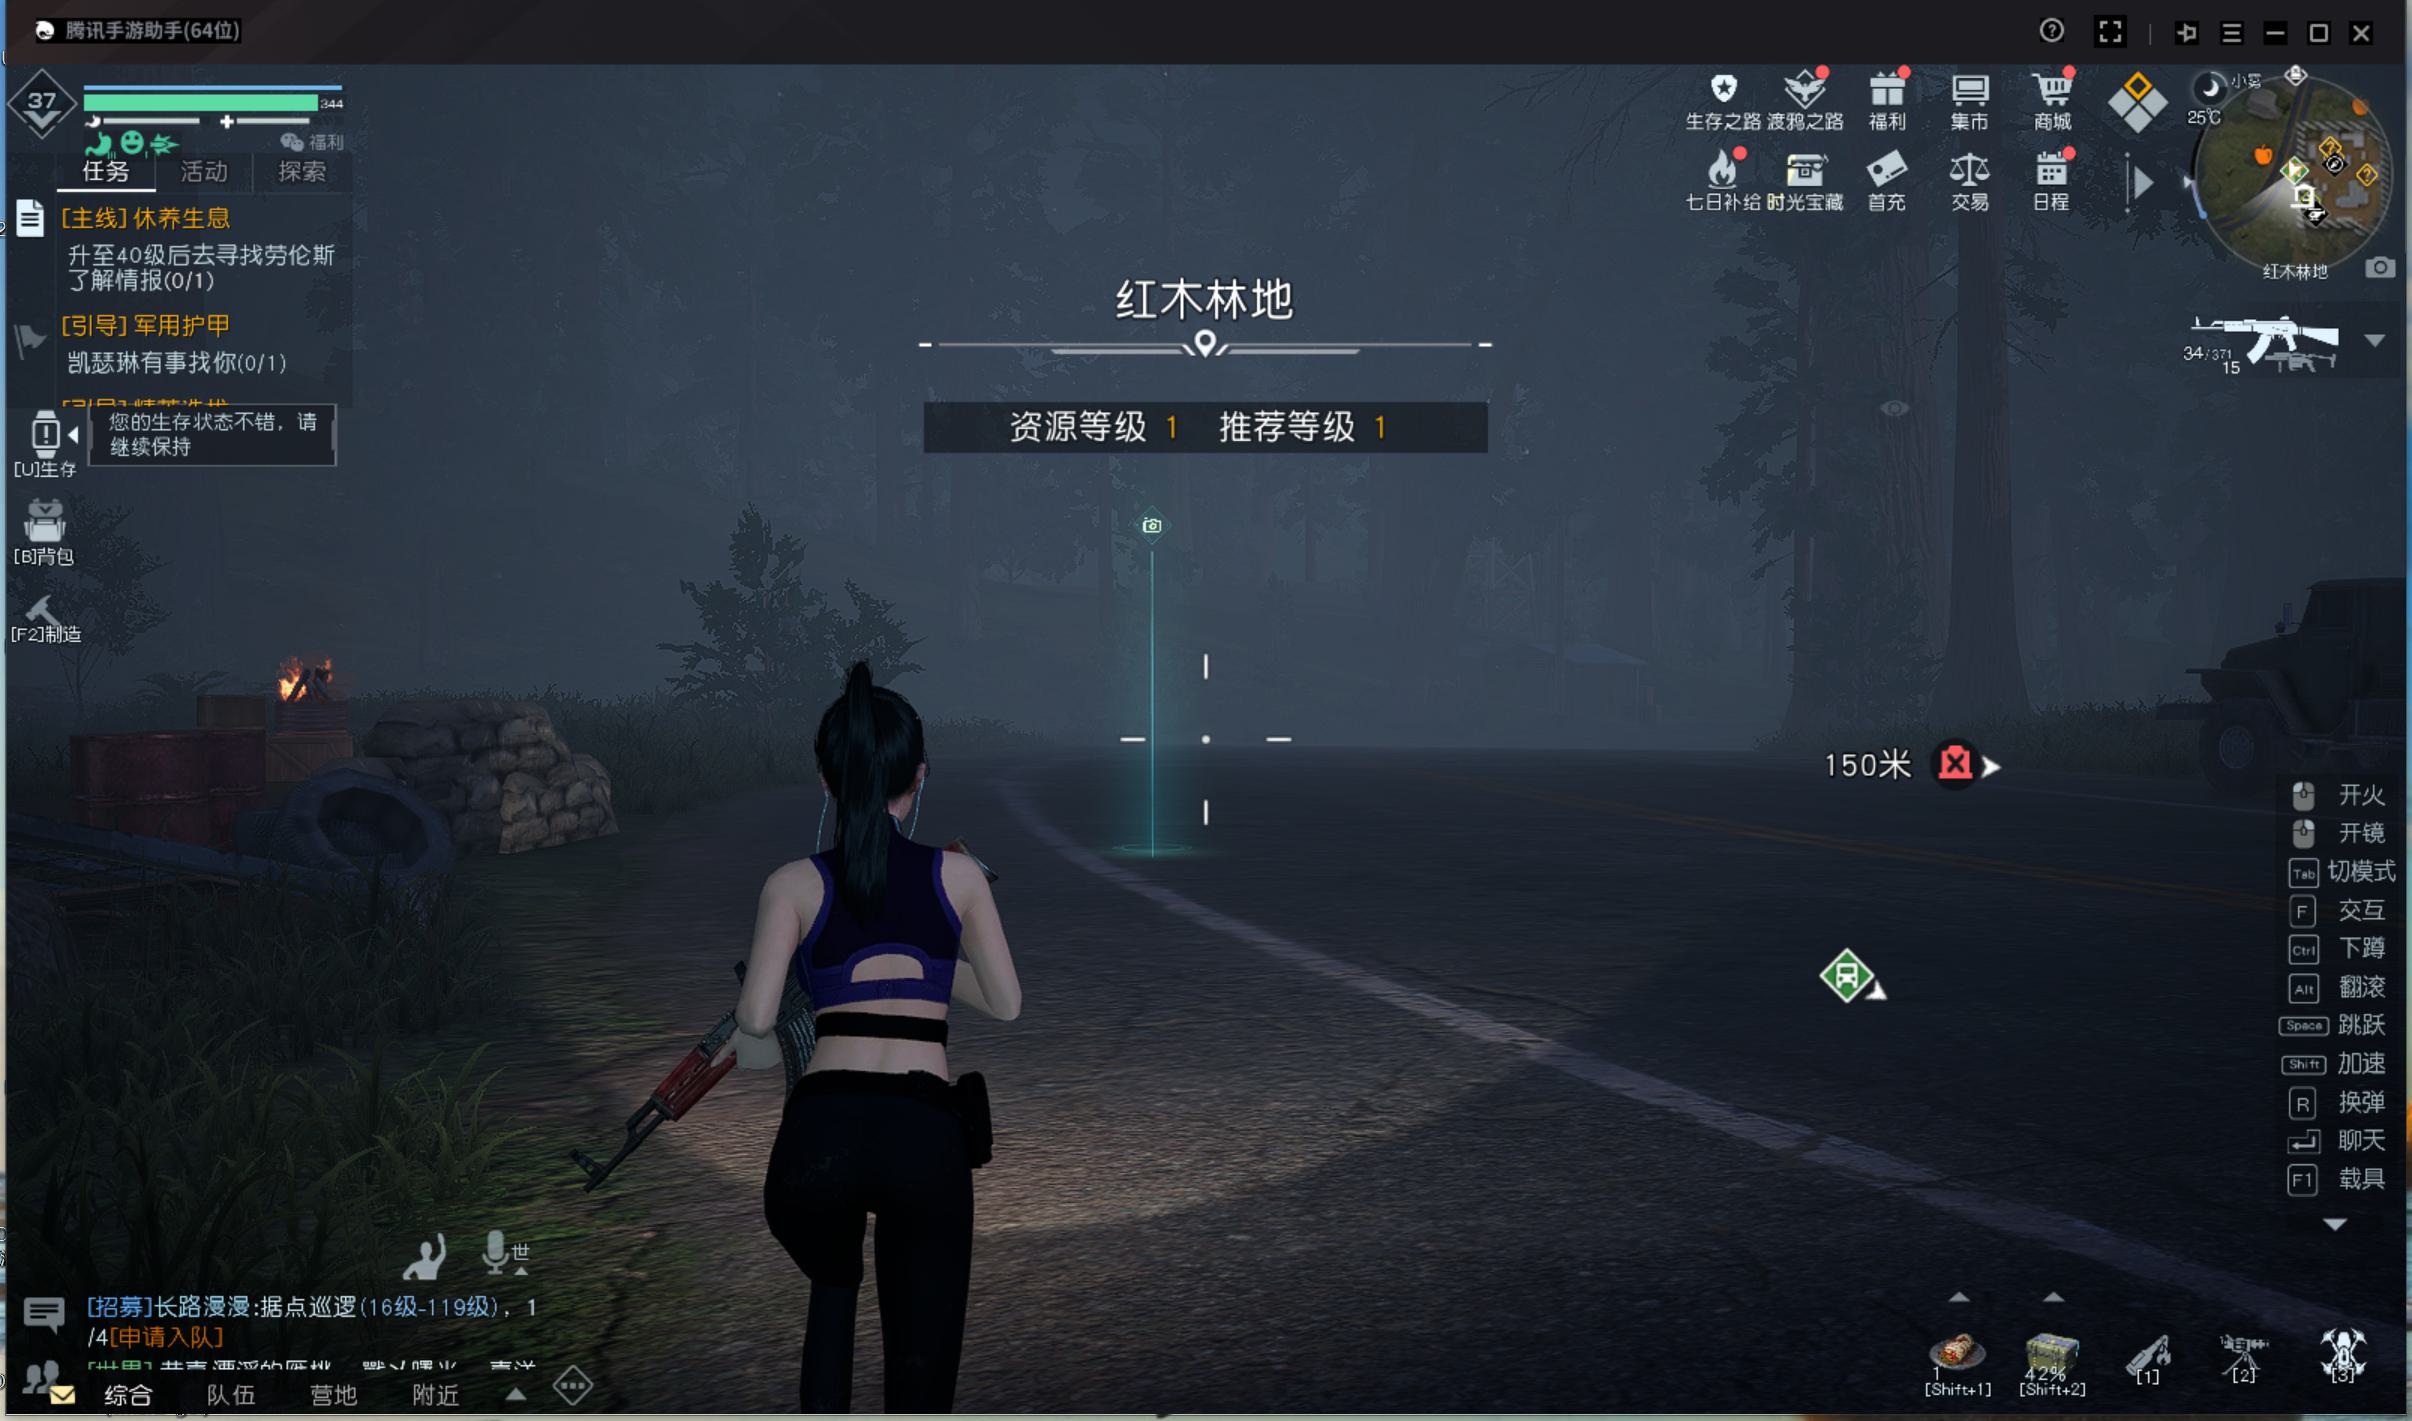 腾讯手游助手(64位)
37
344
福利
任务 活动 探索
[主线] 休养生息
升至40级后去寻找劳伦斯
了解情报(0/1)
[引导] 军用护甲
凯瑟琳有事找你(0/1)
您的生存状态不错，请
继续保持
[U]生存
[B]背包
[F2]制造
生存之路 渡鸦之路 福利 集市 商城
七日补给 时光宝藏 首充 交易 日程
小雾
25℃
红木林地
34/371
15
红木林地
资源等级 1 推荐等级 1
150米
开火
开镜
Tab 切模式
F 交互
Ctrl 下蹲
Alt 翻滚
Space 跳跃
Shift 加速
R 换弹
聊天
F1 载具
世
[招募]长路漫漫:据点巡逻(16级-119级)，1
/4[申请入队]
综合 队伍 营地 附近
1
[Shift+1]
42%
[Shift+2]
[1]
[2]
[3]